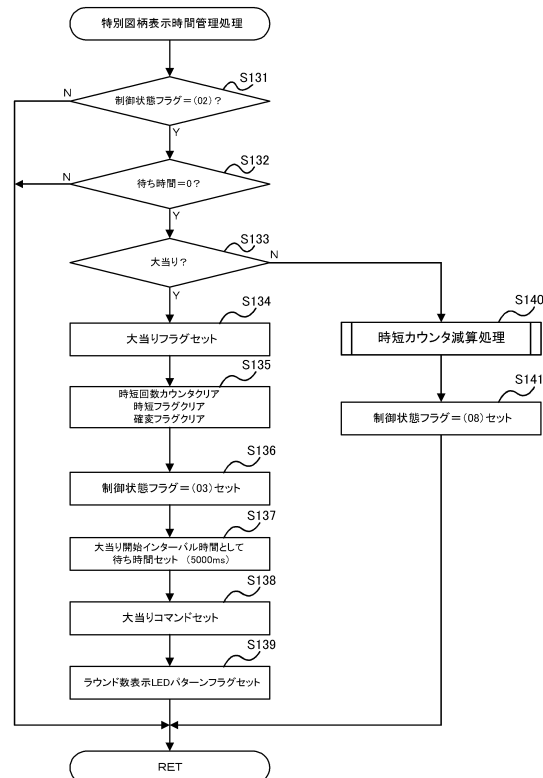 特別図柄表示時間管理処理
S131
N
制御状態フラグ=(02)?
Y
S132
N
待ち時間=0?
Y
S133
大当り?
N
Y
S134
大当りフラグセット
S140
時短カウンタ減算処理
S135
時短回数カウンタクリア
時短フラグクリア
確変フラグクリア
S141
制御状態フラグ=(08)セット
S136
制御状態フラグ=(03)セット
S137
大当り開始インターバル時間として
待ち時間セット (5000ms)
S138
大当りコマンドセット
S139
ラウンド数表示LEDパターンフラグセット
RET